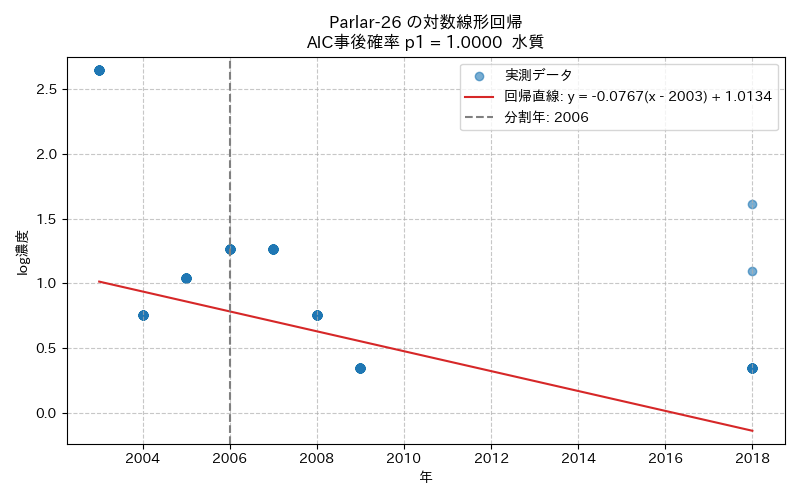 Parlar-26 の対数線形回帰
AIC事後確率 p1 = 1.0000  水質
実測データ
回帰直線: y = -0.0767(x - 2003) + 1.0134
分割年: 2006
log濃度
2.5
2.0
1.5
1.0
0.5
0.0
2004 2006 2008 2010 2012 2014 2016 2018
年